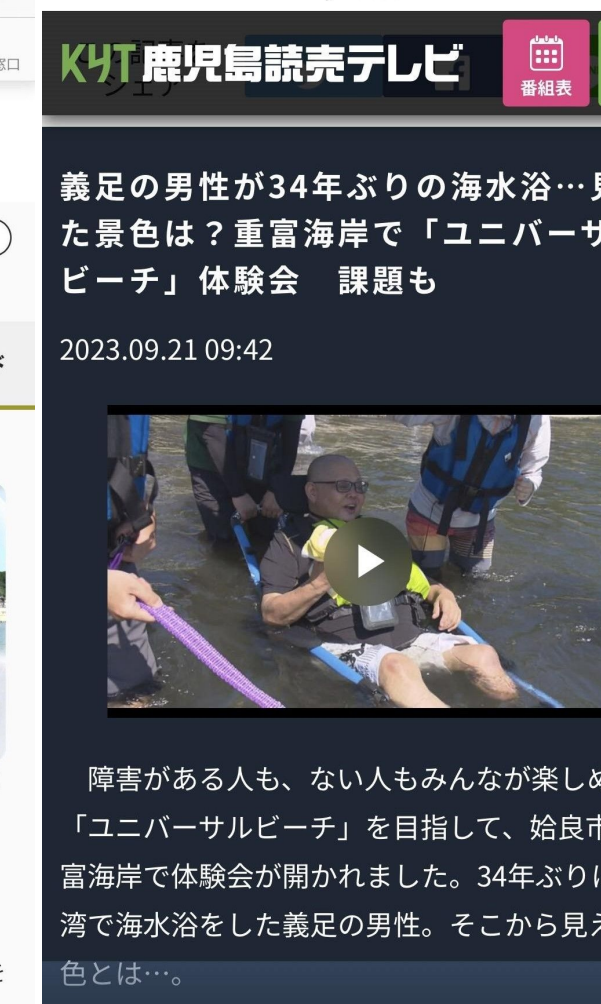 窓口
KYT 鹿児島読売テレビ
番組表
義足の男性が34年ぶりの海水浴…見
た景色は？重富海岸で「ユニバーサ
ビーチ」体験会　課題も
2023.09.21 09:42
障害がある人も、ない人もみんなが楽しめ
「ユニバーサルビーチ」を目指して、姶良市
富海岸で体験会が開かれました。34年ぶりに
湾で海水浴をした義足の男性。そこから見え
色とは…。
を